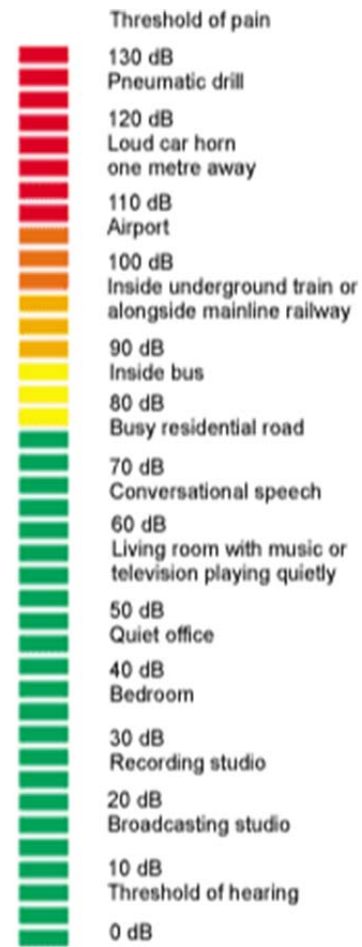 Threshold of pain
130 dB
Pneumatic drill
120 dB
Loud car horn
one metre away
110 dB
Airport
100 dB
Inside underground train or
alongside mainline railway
90 dB
Inside bus
80 dB
Busy residential road
70 dB
Conversational speech
60 dB
Living room with music or
television playing quietly
50 dB
Quiet office
40 dB
Bedroom
30 dB
Recording studio
20 dB
Broadcasting studio
10 dB
Threshold of hearing
0 dB